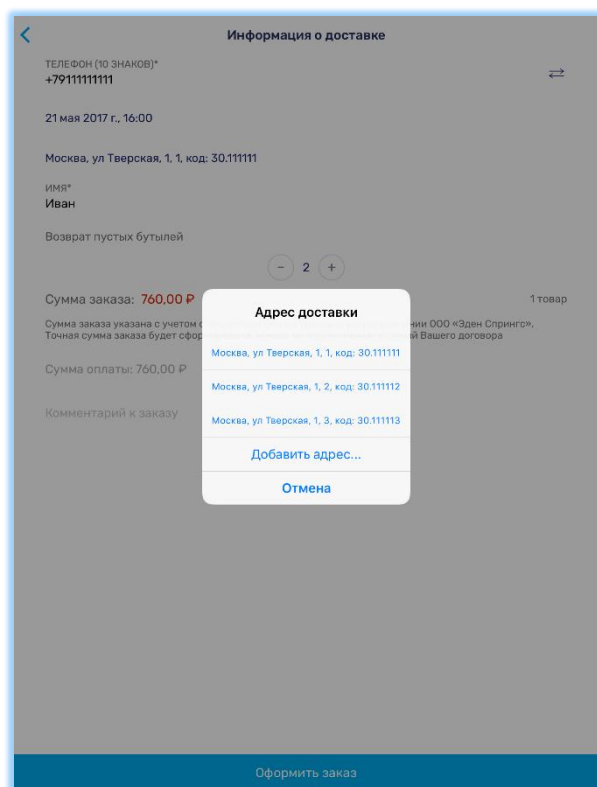 Информация о доставке
ТЕЛЕФОН (10 ЗНАКОВ)*
+79111111111
21 мая 2017 г., 16:00
Москва, ул Тверская, 1, 1, код: 30.111111
ИМЯ*
Иван
Возврат пустых бутылей
- 2 +
Сумма заказа: 760,00 ₽ 1 товар
Сумма заказа указана с учетом ООО «Эден Спрингс».
Точная сумма заказа будет Вашего договора
Сумма оплаты: 760,00 ₽
Комментарий к заказу
Адрес доставки
Москва, ул Тверская, 1, 1, код: 30.111111
Москва, ул Тверская, 1, 2, код: 30.111112
Москва, ул Тверская, 1, 3, код: 30.111113
Добавить адрес...
Отмена
Оформить заказ